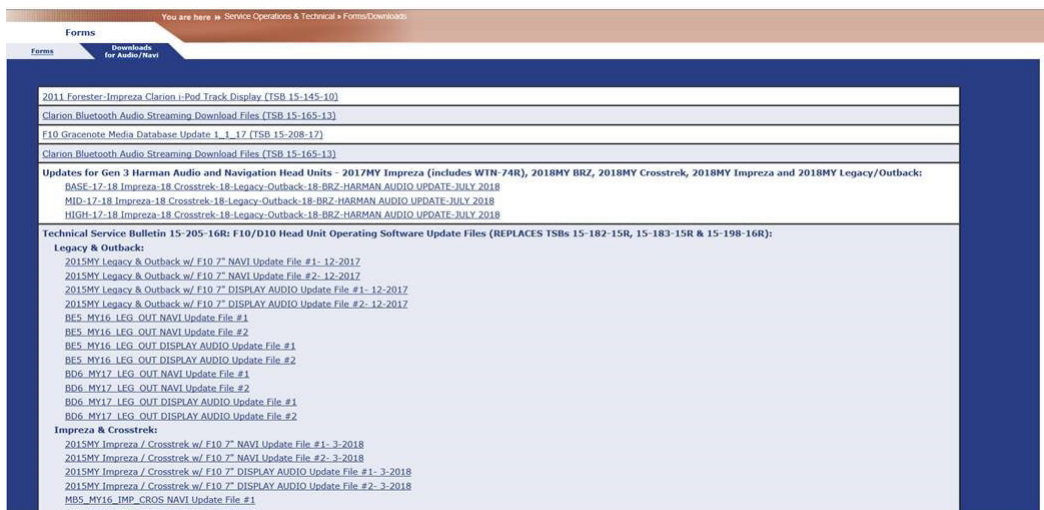 You are here » Service Operations & Technical » Forms/Downloads
Forms
Forms
Downloads
for Audio/Navi
2011 Forester-Impreza Clarion i-Pod Track Display (TSB 15-145-10)
Clarion Bluetooth Audio Streaming Download Files (TSB 15-165-13)
F10 Gracenote Media Database Update 1_1_17 (TSB 15-208-17)
Clarion Bluetooth Audio Streaming Download Files (TSB 15-165-13)
Updates for Gen 3 Harman Audio and Navigation Head Units - 2017MY Impreza (includes WTN-74R), 2018MY BRZ, 2018MY Crosstrek, 2018MY Impreza and 2018MY Legacy/Outback:
BASE-17-18 Impreza-18 Crosstrek-18-Legacy-Outback-18-BRZ-HARMAN AUDIO UPDATE-JULY 2018
MID-17-18 Impreza-18 Crosstrek-18-Legacy-Outback-18-BRZ-HARMAN AUDIO UPDATE-JULY 2018
HIGH-17-18 Impreza-18 Crosstrek-18-Legacy-Outback-18-BRZ-HARMAN AUDIO UPDATE-JULY 2018
Technical Service Bulletin 15-205-16R: F10/D10 Head Unit Operating Software Update Files (REPLACES TSBs 15-182-15R, 15-183-15R & 15-198-16R):
Legacy & Outback:
2015MY Legacy & Outback w/ F10 7" NAVI Update File #1- 12-2017
2015MY Legacy & Outback w/ F10 7" NAVI Update File #2- 12-2017
2015MY Legacy & Outback w/ F10 7" DISPLAY AUDIO Update File #1- 12-2017
2015MY Legacy & Outback w/ F10 7" DISPLAY AUDIO Update File #2- 12-2017
BE5_MY16_LEG_OUT NAVI Update File #1
BE5_MY16_LEG_OUT NAVI Update File #2
BE5_MY16_LEG_OUT DISPLAY AUDIO Update File #1
BE5_MY16_LEG_OUT DISPLAY AUDIO Update File #2
BD6_MY17_LEG_OUT NAVI Update File #1
BD6_MY17_LEG_OUT NAVI Update File #2
BD6_MY17_LEG_OUT DISPLAY AUDIO Update File #1
BD6_MY17_LEG_OUT DISPLAY AUDIO Update File #2
Impreza & Crosstrek:
2015MY Impreza / Crosstrek w/ F10 7" NAVI Update File #1- 3-2018
2015MY Impreza / Crosstrek w/ F10 7" NAVI Update File #2- 3-2018
2015MY Impreza / Crosstrek w/ F10 7" DISPLAY AUDIO Update File #1- 3-2018
2015MY Impreza / Crosstrek w/ F10 7" DISPLAY AUDIO Update File #2- 3-2018
MB5_MY16_IMP_CROS NAVI Update File #1